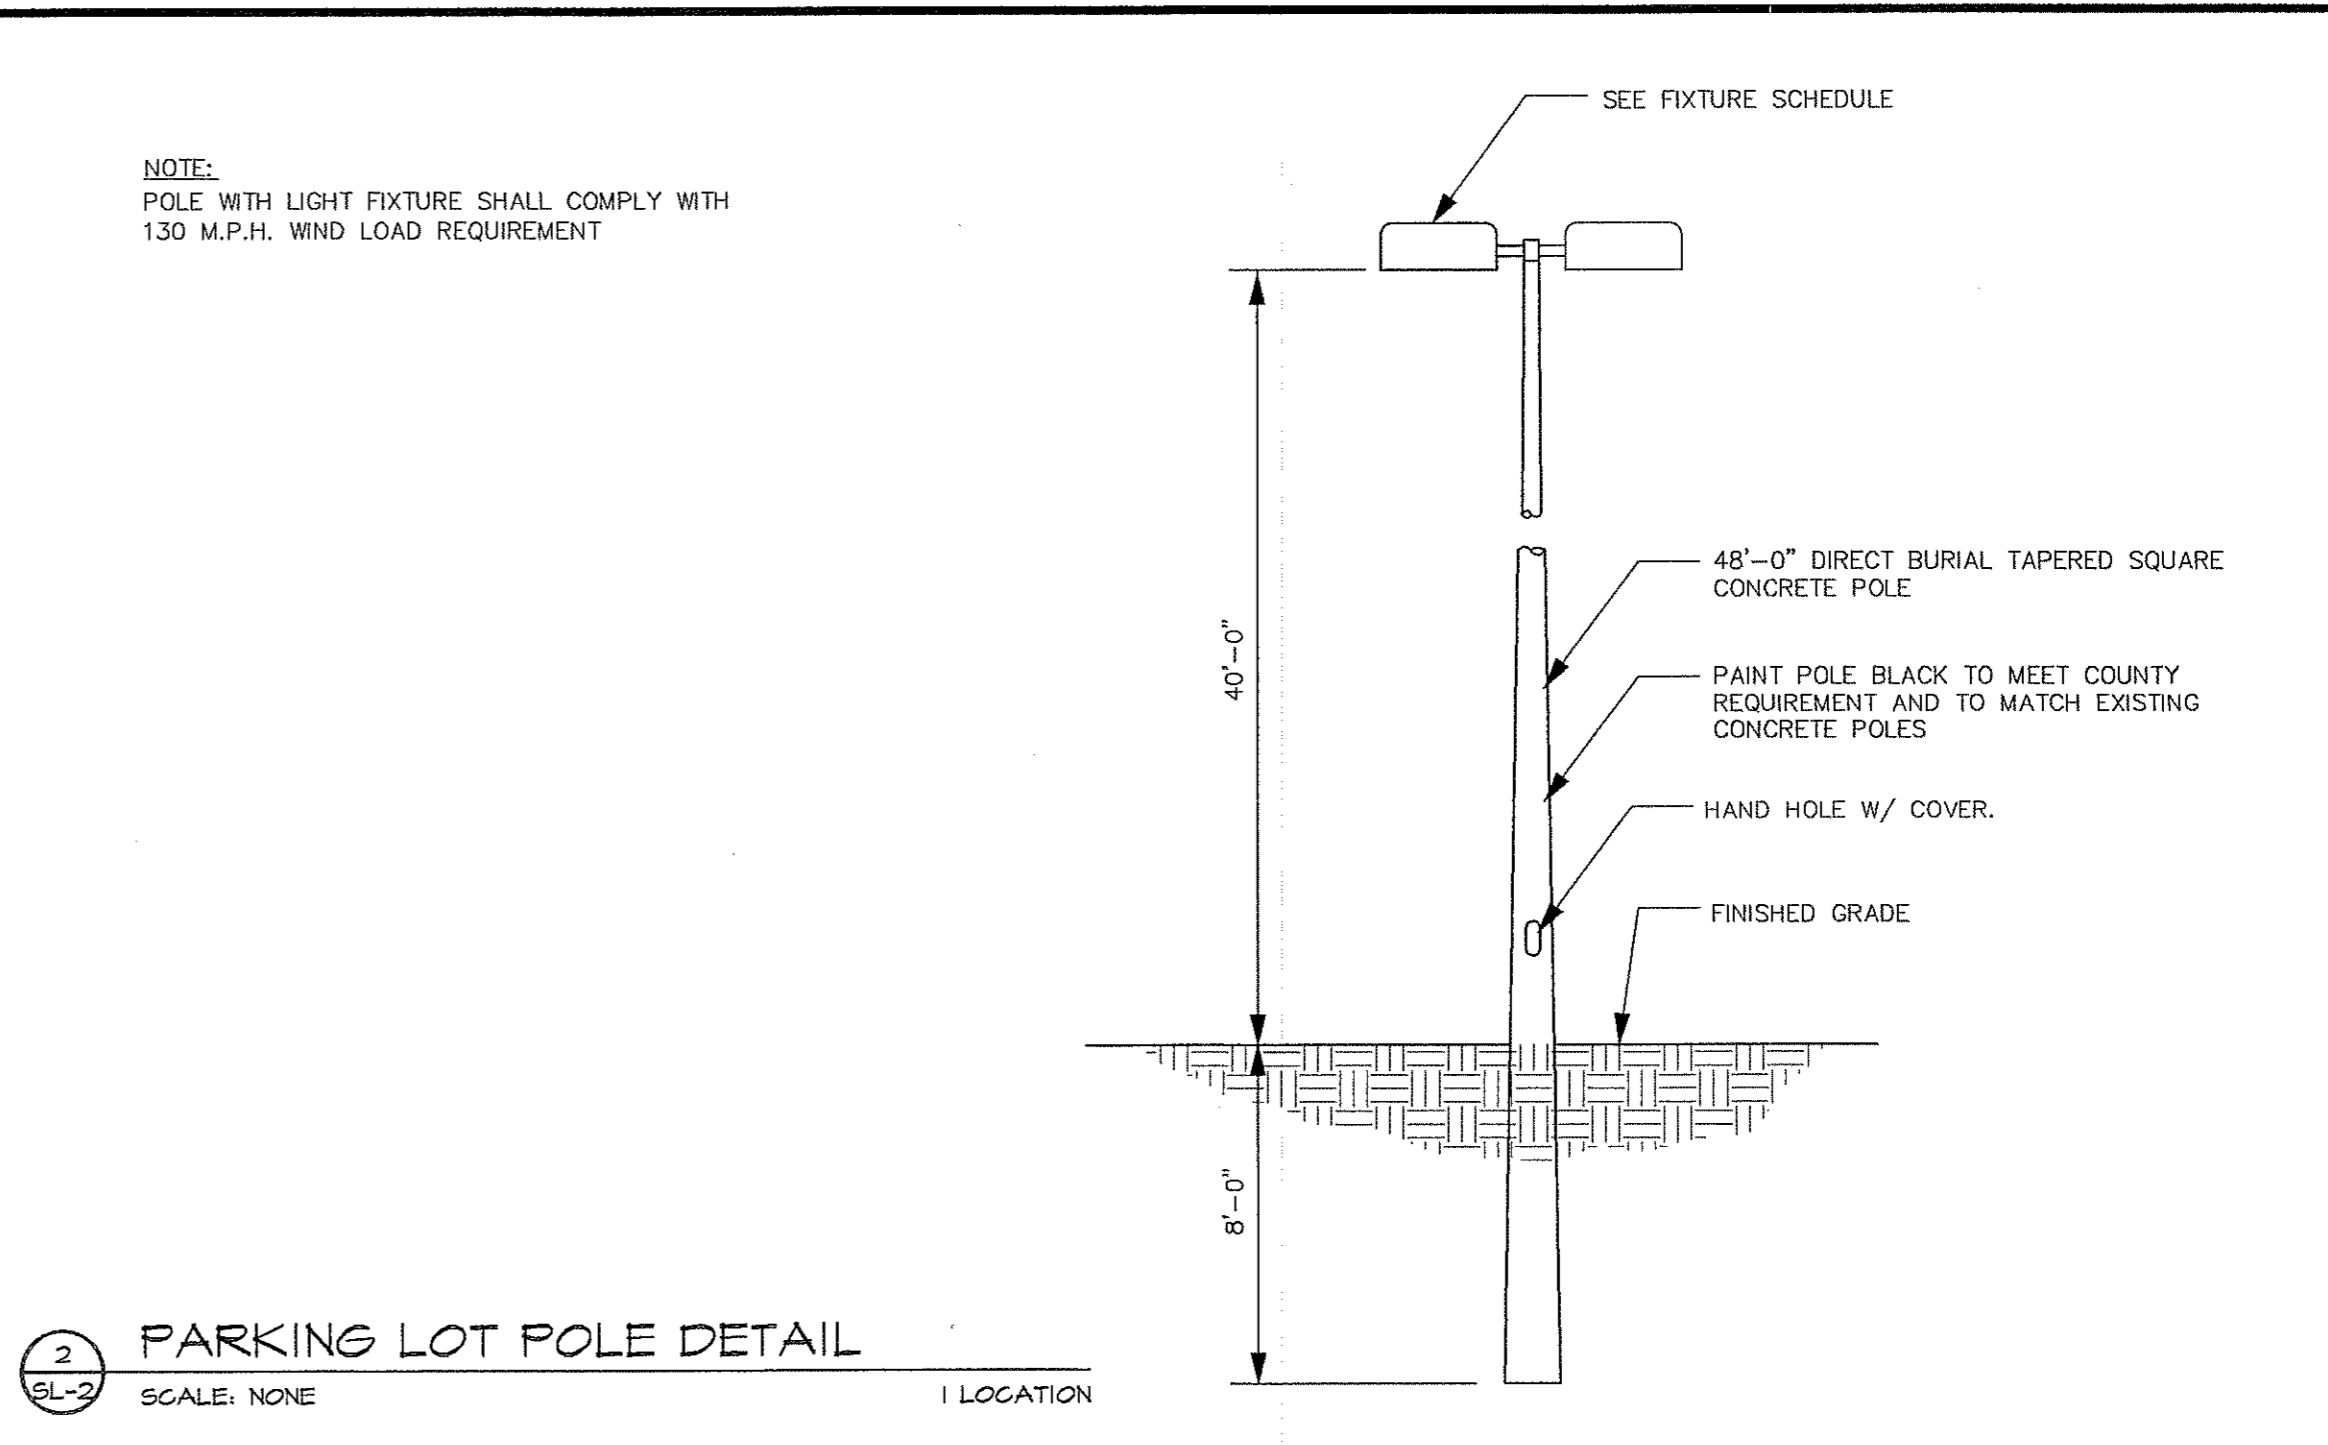 SEE FIXTURE SCHEDULE
NOTE:
POLE WITH LIGHT FIXTURE SHALL COMPLY WITH
130 M.P.H. WIND LOAD REQUIREMENT
48'-0" DIRECT BURIAL TAPERED SQUARE
CONCRETE POLE
40'-0"
PAINT POLE BLACK TO MEET COUNTY
REQUIREMENT AND TO MATCH EXISTING
CONCRETE POLES
HAND HOLE W/ COVER.
FINISHED GRADE
8'-0"
2
SL-2
PARKING LOT POLE DETAIL
SCALE: NONE
1 LOCATION